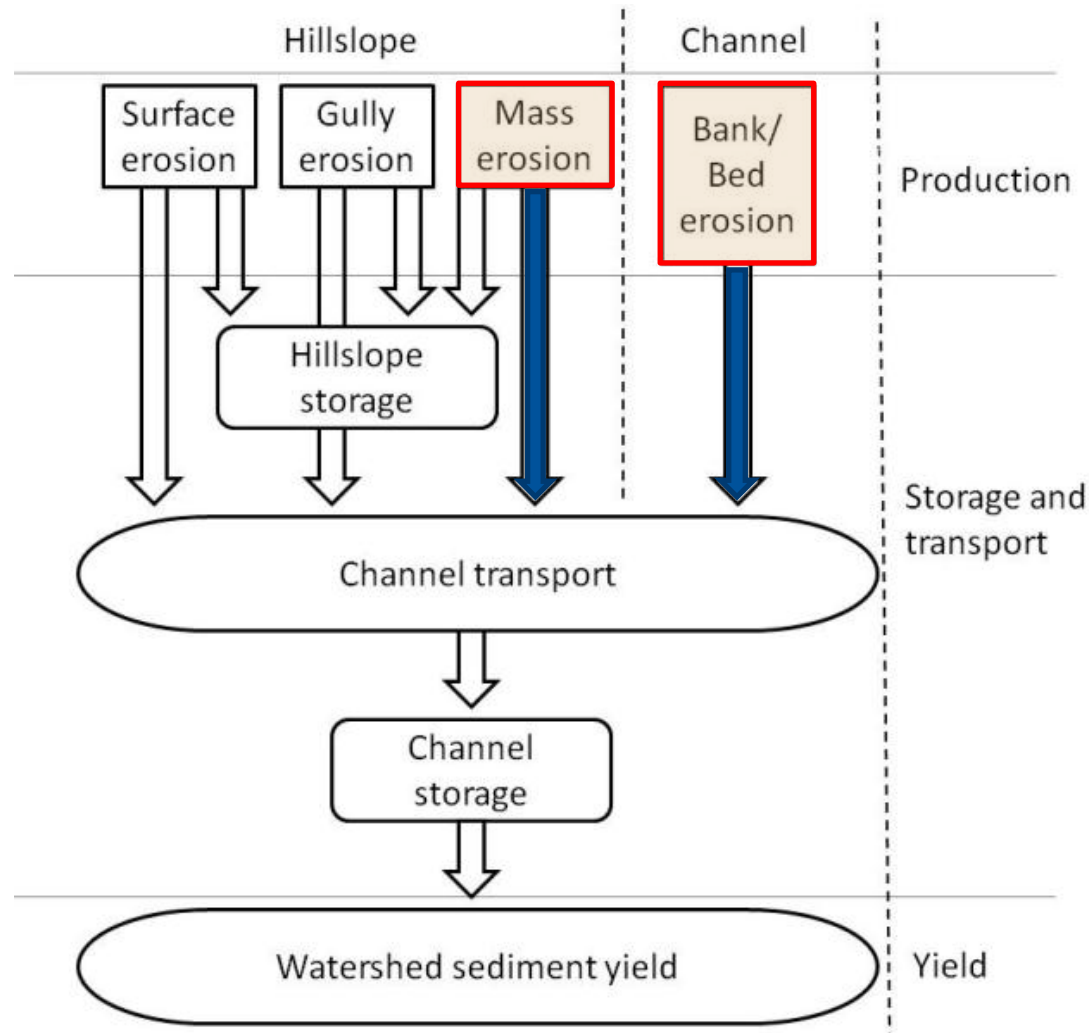 Hillslope
Channel
Surface
erosion
Gully
erosion
Mass
erosion
Bank/
Bed
erosion
Production
Hillslope
storage
Storage and
transport
Channel transport
Channel
storage
Watershed sediment yield
Yield